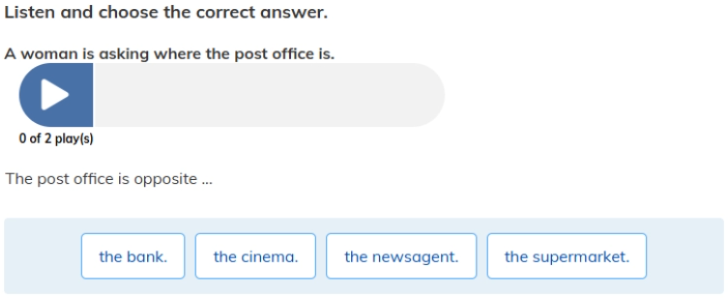 Listen and choose the correct answer.
A woman is asking where the post office is.
0 of 2 play(s)
The post office is opposite ...
the bank. the cinema. the newsagent. the supermarket.